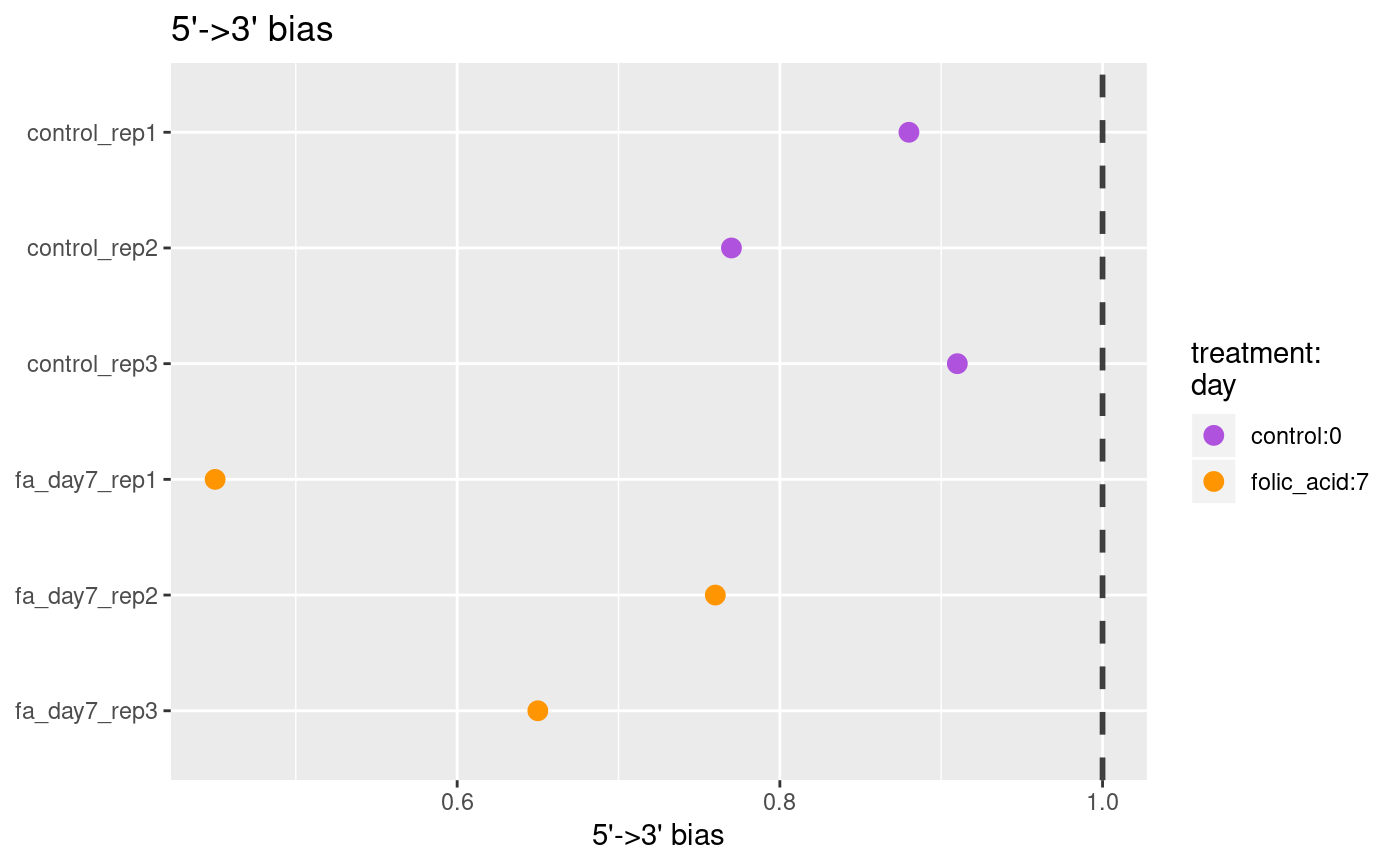 5'->3' bias
control_rep1
control_rep2
control_rep3
fa_day7_rep1
fa_day7_rep2
fa_day7_rep3
0.6 0.8 1.0
5'->3' bias
treatment:
day
control:0
folic_acid:7